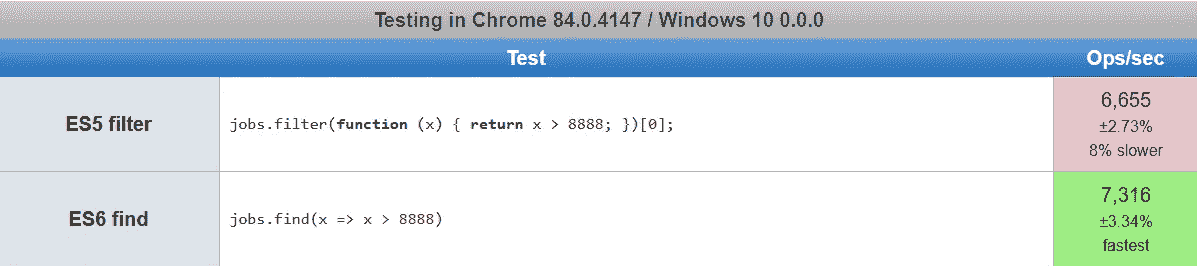 Testing in Chrome 84.0.4147 / Windows 10 0.0.0
Test Ops/sec
ES5 filter jobs.filter(function (x) { return x > 8888; })[0]; 6,655
±2.73%
8% slower
ES6 find jobs.find(x => x > 8888) 7,316
±3.34%
fastest